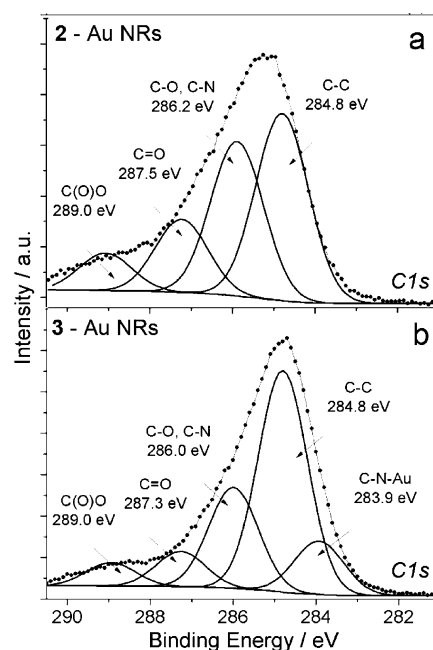 2 - Au NRs
a
C-O, C-N
286.2 eV
C-C
284.8 eV
C=O
287.5 eV
C(O)O
289.0 eV
C1s
Intensity / a.u.
3 - Au NRs
b
C-C
284.8 eV
C-O, C-N
286.0 eV
C=O
287.3 eV
C(O)O
289.0 eV
C-N-Au
283.9 eV
C1s
290 288 286 284 282
Binding Energy / eV